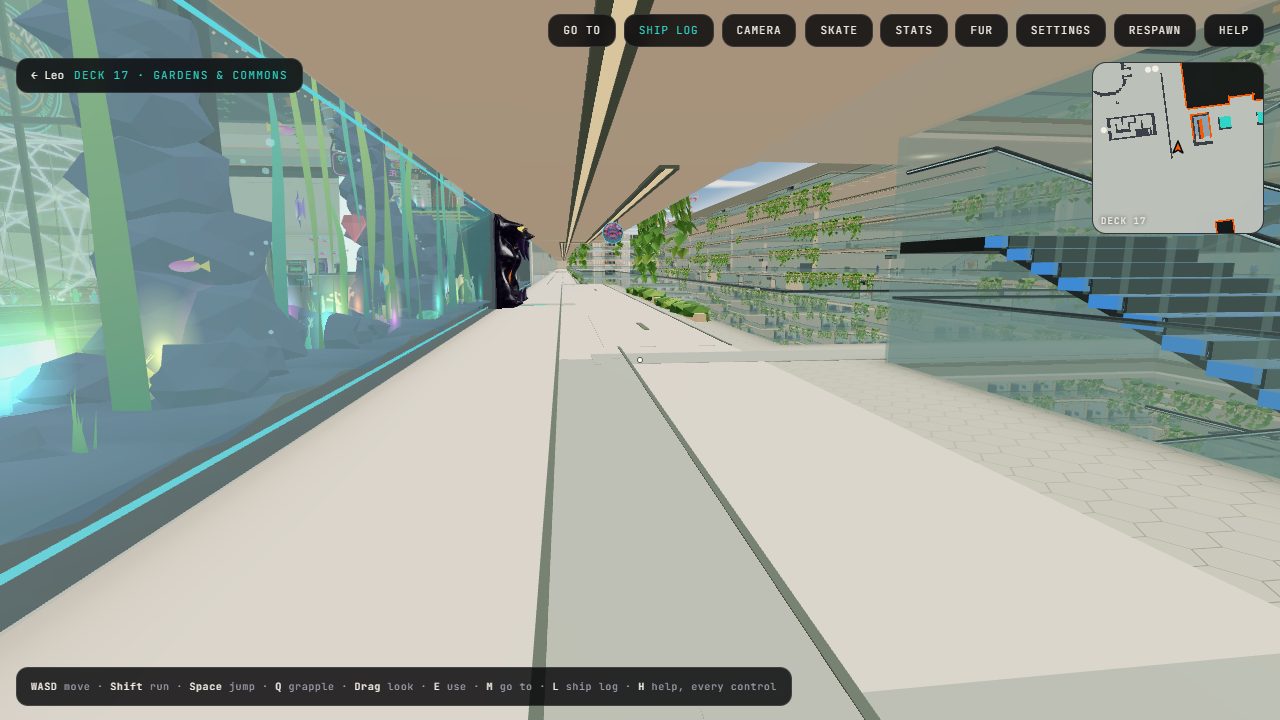 GO TO
SHIP LOG
CAMERA
SKATE
STATS
FUR
SETTINGS
RESPAWN
HELP
← Leo DECK 17 · GARDENS & COMMONS
DECK 17
WASD move · Shift run · Space jump · Q grapple · Drag look · E use · M go to · L ship log · H help, every control